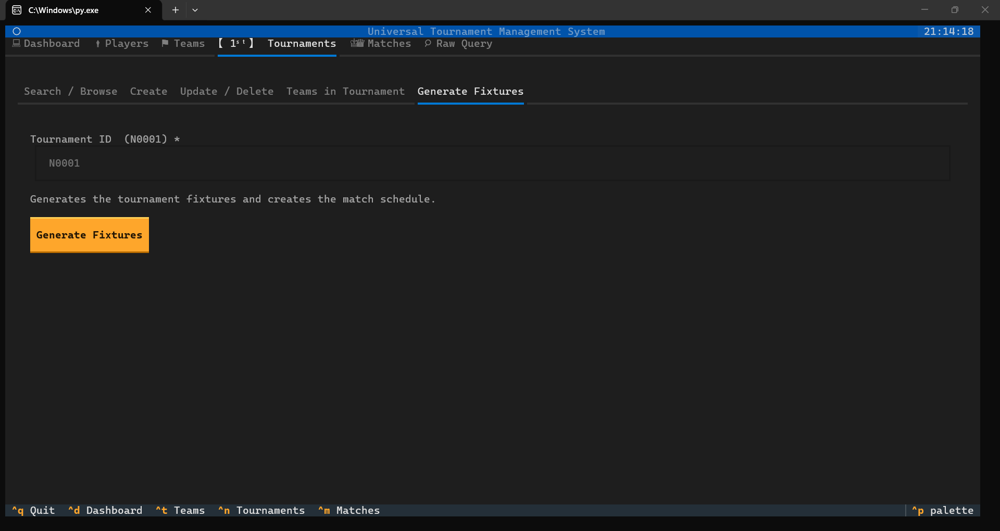 C:\Windows\py.exe
Universal Tournament Management System 21:14:18
Dashboard Players Teams 【 1ˢᵗ 】 Tournaments Matches Raw Query
Search / Browse Create Update / Delete Teams in Tournament Generate Fixtures
Tournament ID (N0001) *
N0001
Generates the tournament fixtures and creates the match schedule.
Generate Fixtures
^q Quit ^d Dashboard ^t Teams ^n Tournaments ^m Matches ^p palette